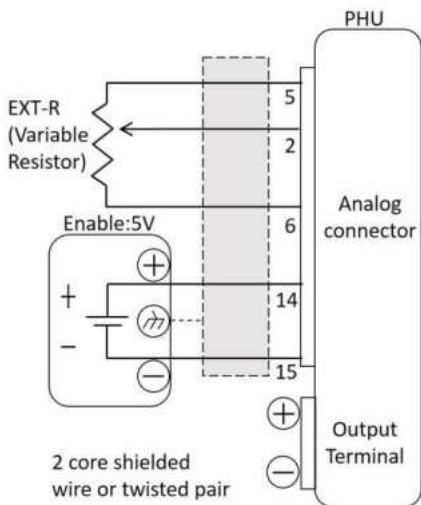 PHU
5
EXT-R
(Variable
Resistor)
2
6
Analog
connector
Enable:5V
+
+
14
−
−
15
+
Output
Terminal
−
2 core shielded
wire or twisted pair